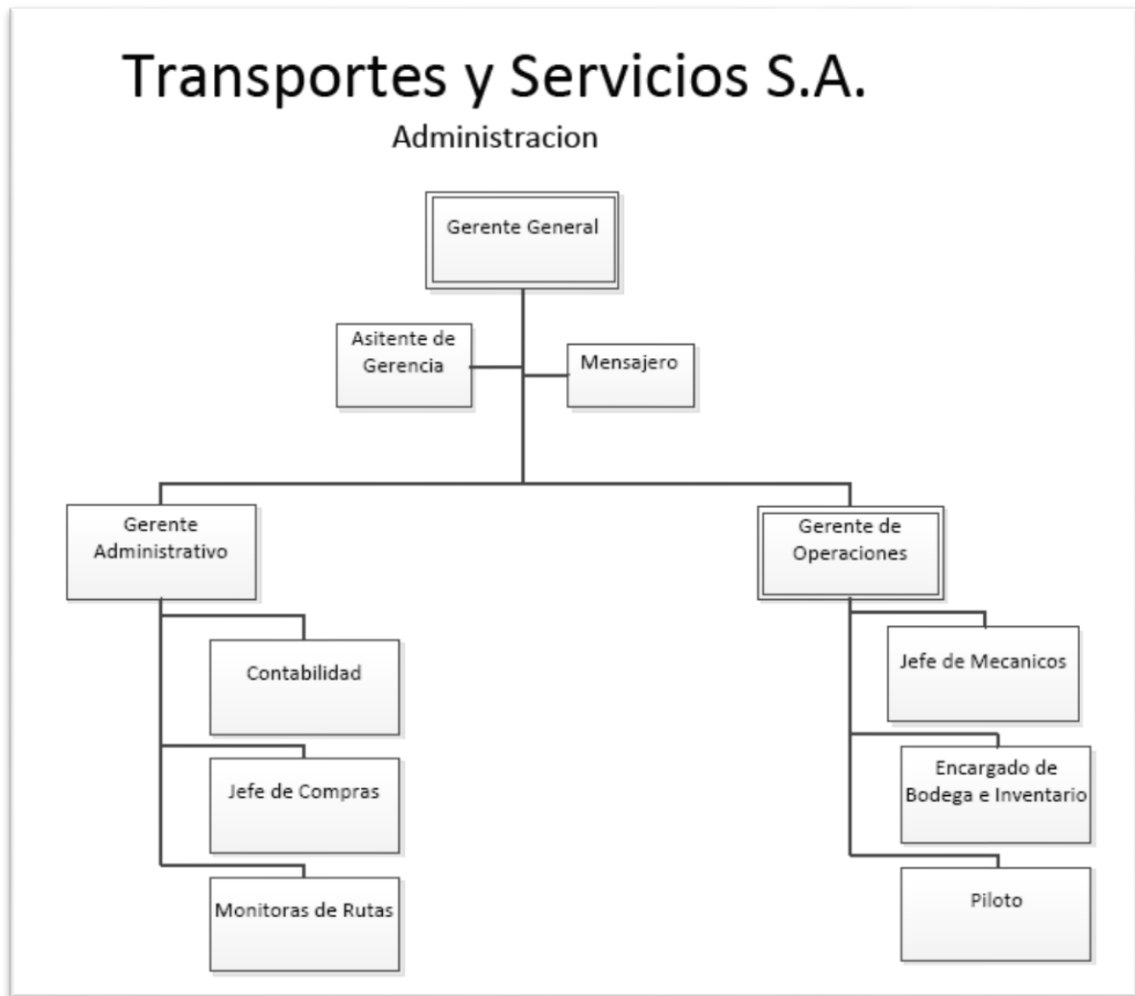 Transportes y Servicios S.A.
Administracion
Gerente General
Asitente de
Gerencia
Mensajero
Gerente
Administrativo
Contabilidad
Jefe de Compras
Monitoras de Rutas
Gerente de
Operaciones
Jefe de Mecanicos
Encargado de
Bodega e Inventario
Piloto